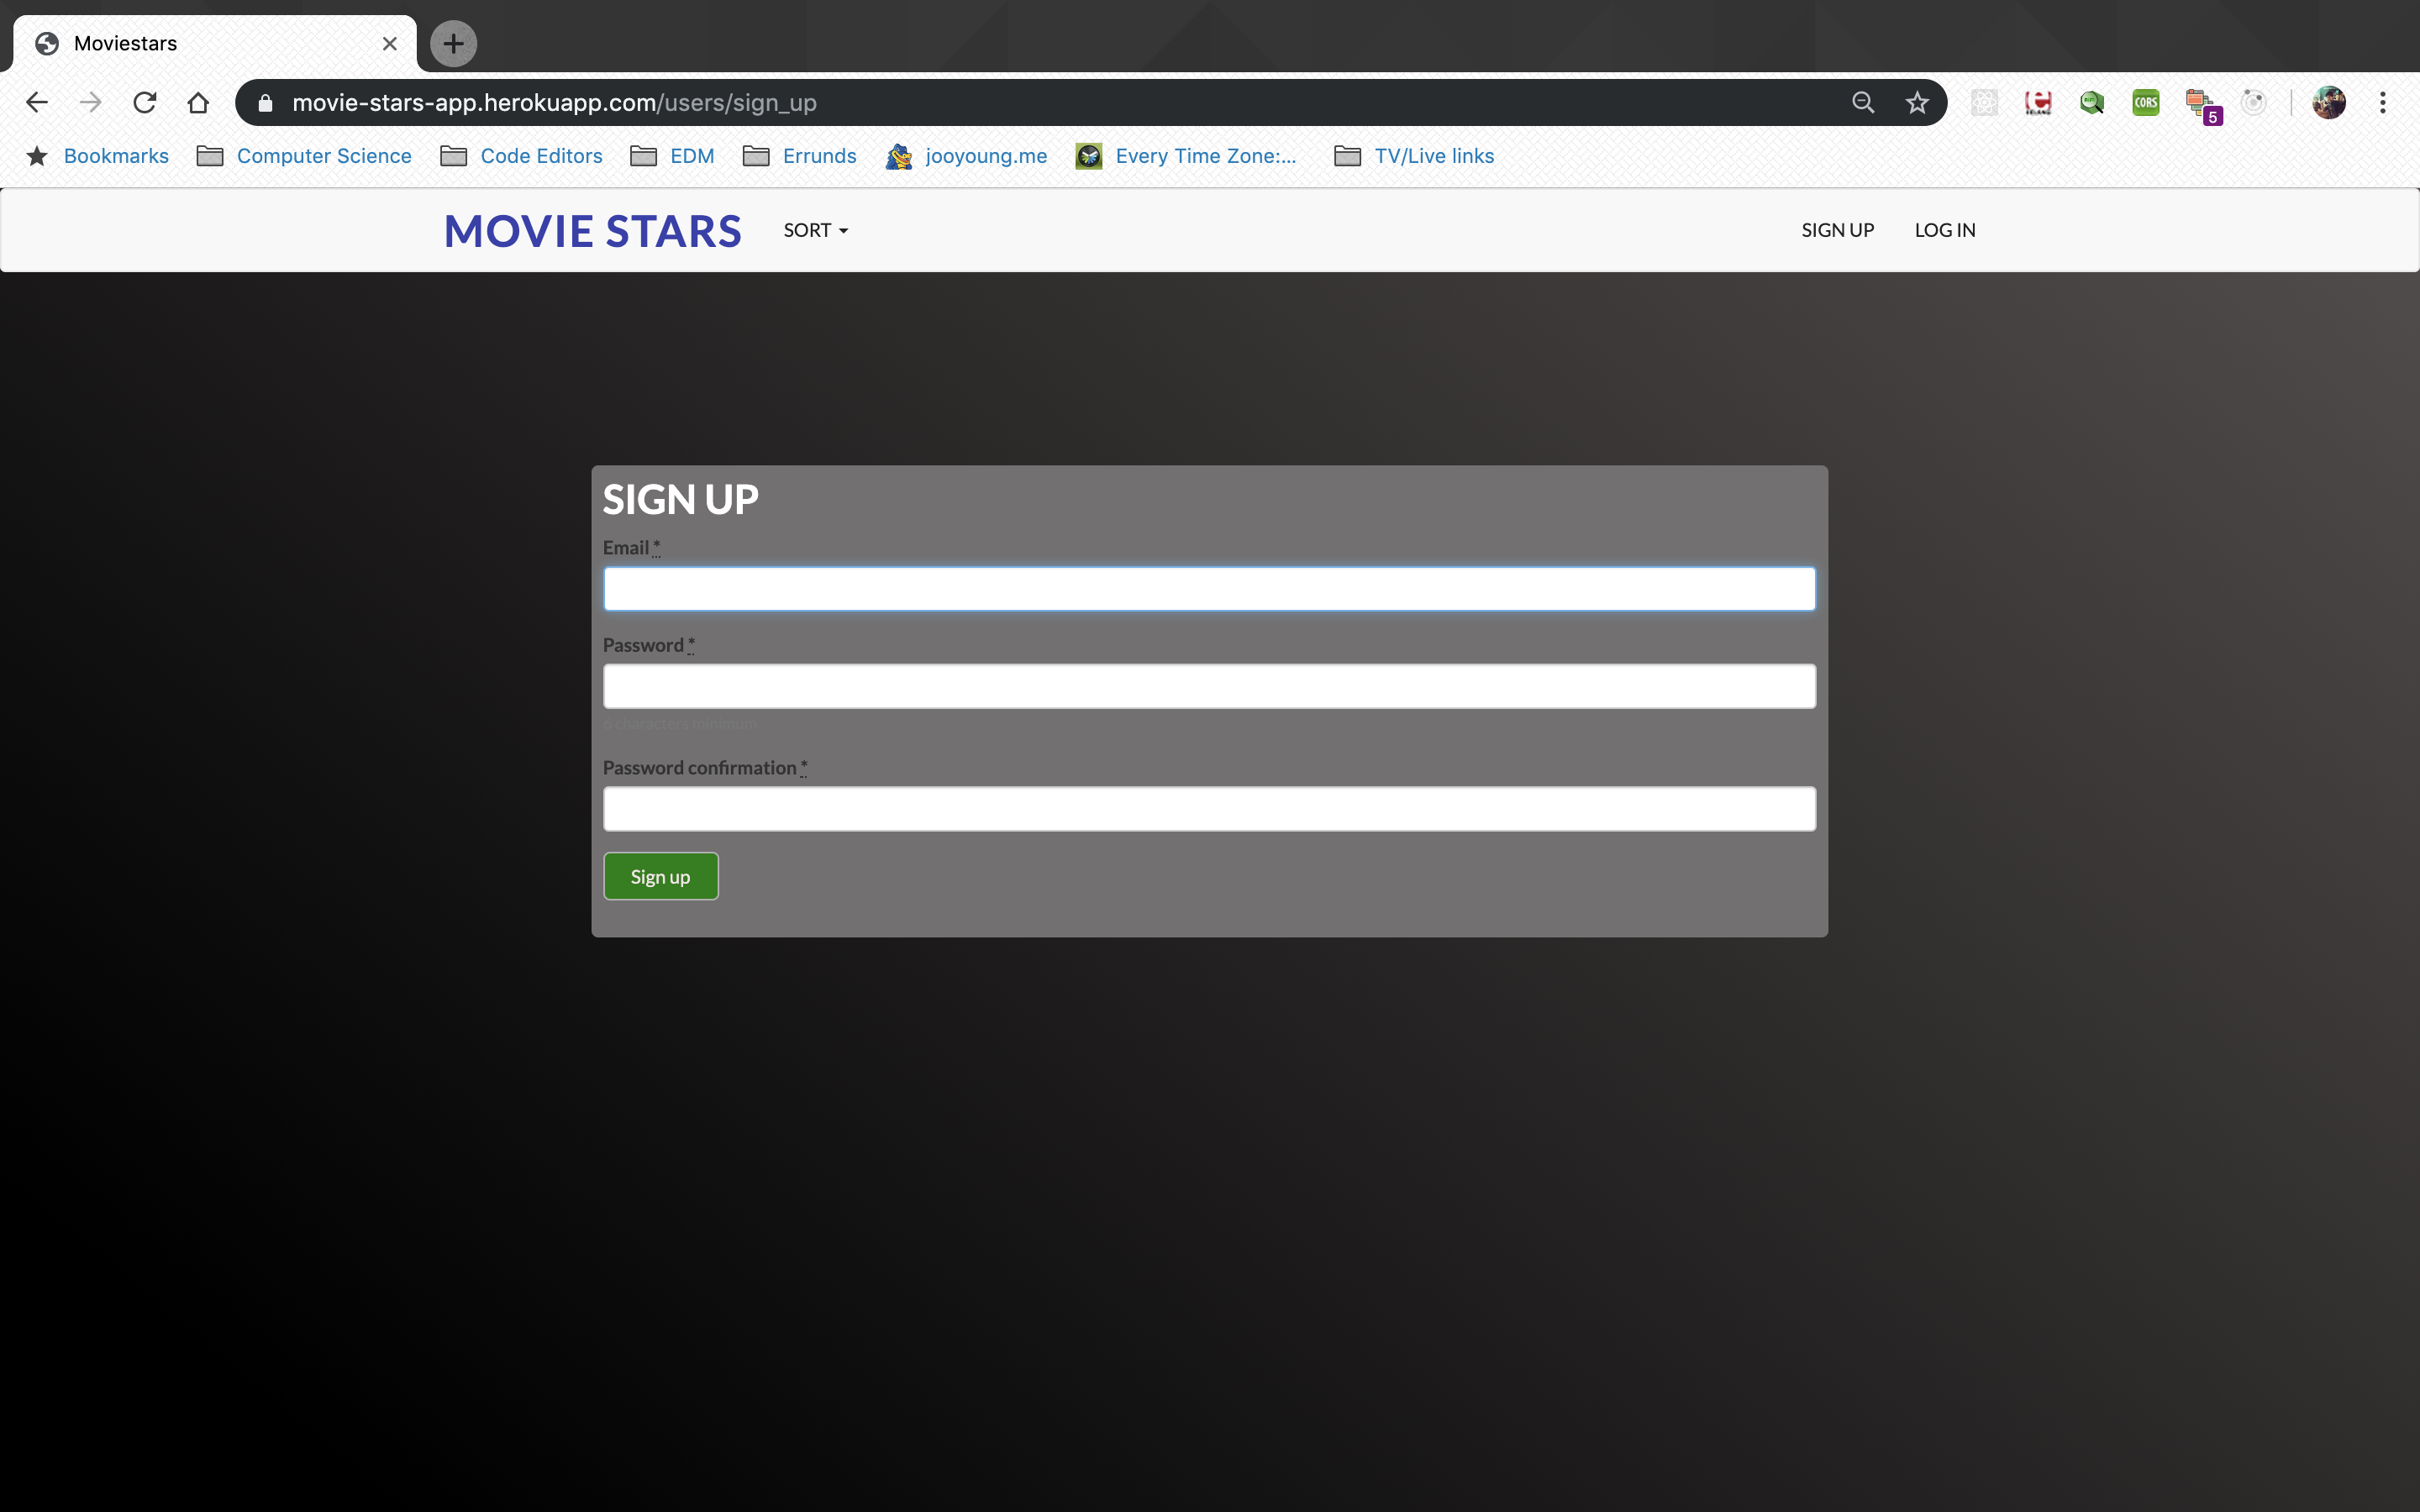 Moviestars
movie-stars-app.herokuapp.com/users/sign_up
CORS
5
Bookmarks Computer Science Code Editors EDM Errunds jooyoung.me Every Time Zone:... TV/Live links
MOVIE STARS SORT SIGN UP LOG IN
SIGN UP
Email *
Password *
6 characters minimum
Password confirmation *
Sign up